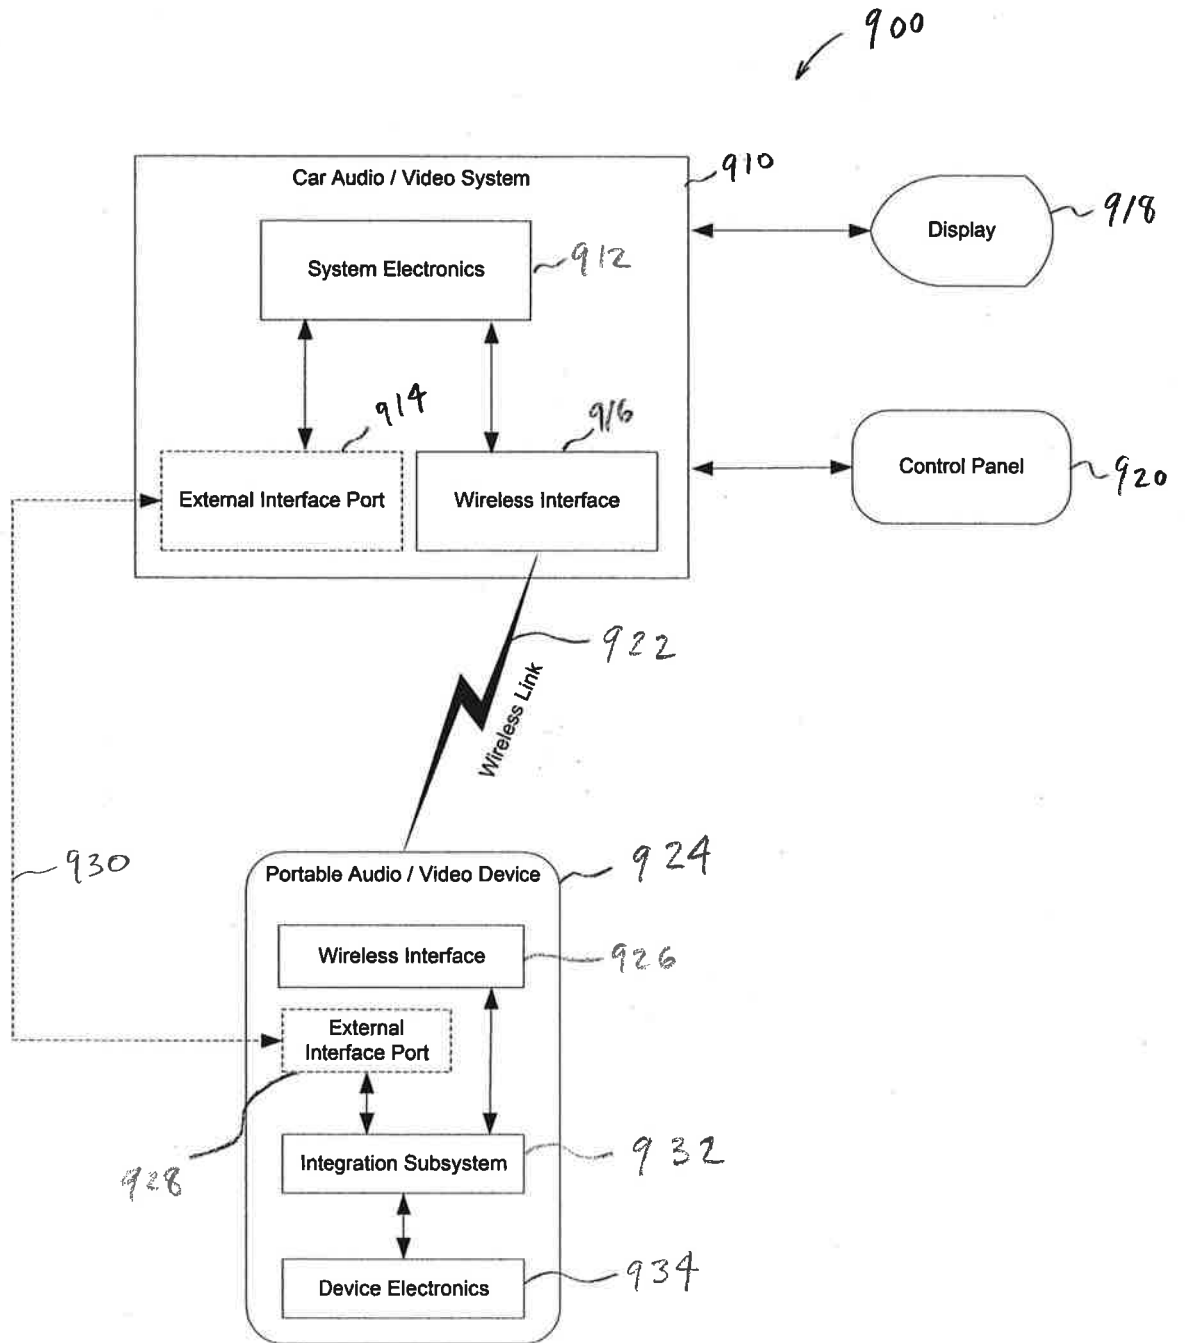 900
Car Audio / Video System
910
System Electronics
912
Display
918
914
916
External Interface Port
Wireless Interface
Control Panel
920
922
Wireless Link
930
Portable Audio / Video Device
924
Wireless Interface
926
External
Interface Port
928
Integration Subsystem
932
Device Electronics
934